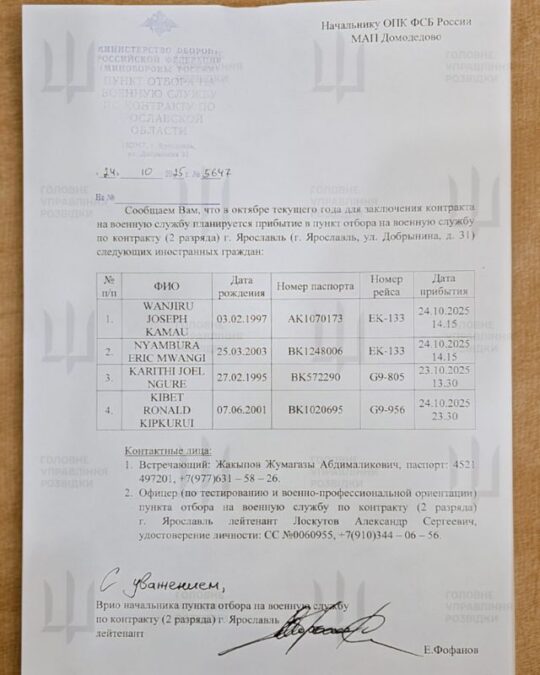 Начальнику ОПК ФСБ России
МАП Домодедово
МИНИСТЕРСТВО ОБОРОНЫ
РОССИЙСКОЙ ФЕДЕРАЦИИ
(МИНОБОРОНЫ РОССИИ)
ПУНКТ ОТБОРА НА
ВОЕННУЮ СЛУЖБУ
ПО КОНТРАКТУ ПО
ЯРОСЛАВСКОЙ
ОБЛАСТИ
г. Ярославль,
ул. Добрынина 31
«24» 10 2025 г. № 5647
На №
Сообщаем Вам, что в октябре текущего года для заключения контракта
на военную службу планируется прибытие в пункт отбора на военную службу
по контракту (2 разряда) г. Ярославль (г. Ярославль, ул. Добрынина, д. 31)
следующих иностранных граждан:
№ п/п ФИО Дата рождения Номер паспорта Номер рейса Дата прибытия
1. WANJIRU JOSEPH KAMAU 03.02.1997 AK1070173 EK-133 24.10.2025 14.15
2. NYAMBURA ERIC MWANGI 25.03.2003 BK1248006 EK-133 24.10.2025 14.15
3. KARITHI JOEL NGURE 27.02.1995 BK572290 G9-805 23.10.2025 13.30
4. KIBET RONALD KIPKURUI 07.06.2001 BK1020695 G9-956 24.10.2025 23.30
Контактные лица:
1. Встречающий: Жакыпов Жумагазы Абдималикович, паспорт: 4521
497201, +7(977)631 – 58 – 26.
2. Офицер (по тестированию и военно-профессиональной ориентации)
пункта отбора на военную службу по контракту (2 разряда)
г. Ярославль лейтенант Лоскутов Александр Сергеевич,
удостоверение личности: СС №0060955, +7(910)344 – 06 – 56.
С уважением,
Врио начальника пункта отбора на военную службу
по контракту (2 разряда) г. Ярославль
лейтенант
Е.Фофанов
ГОЛОВНЕ
УПРАВЛІННЯ
РОЗВІДКИ